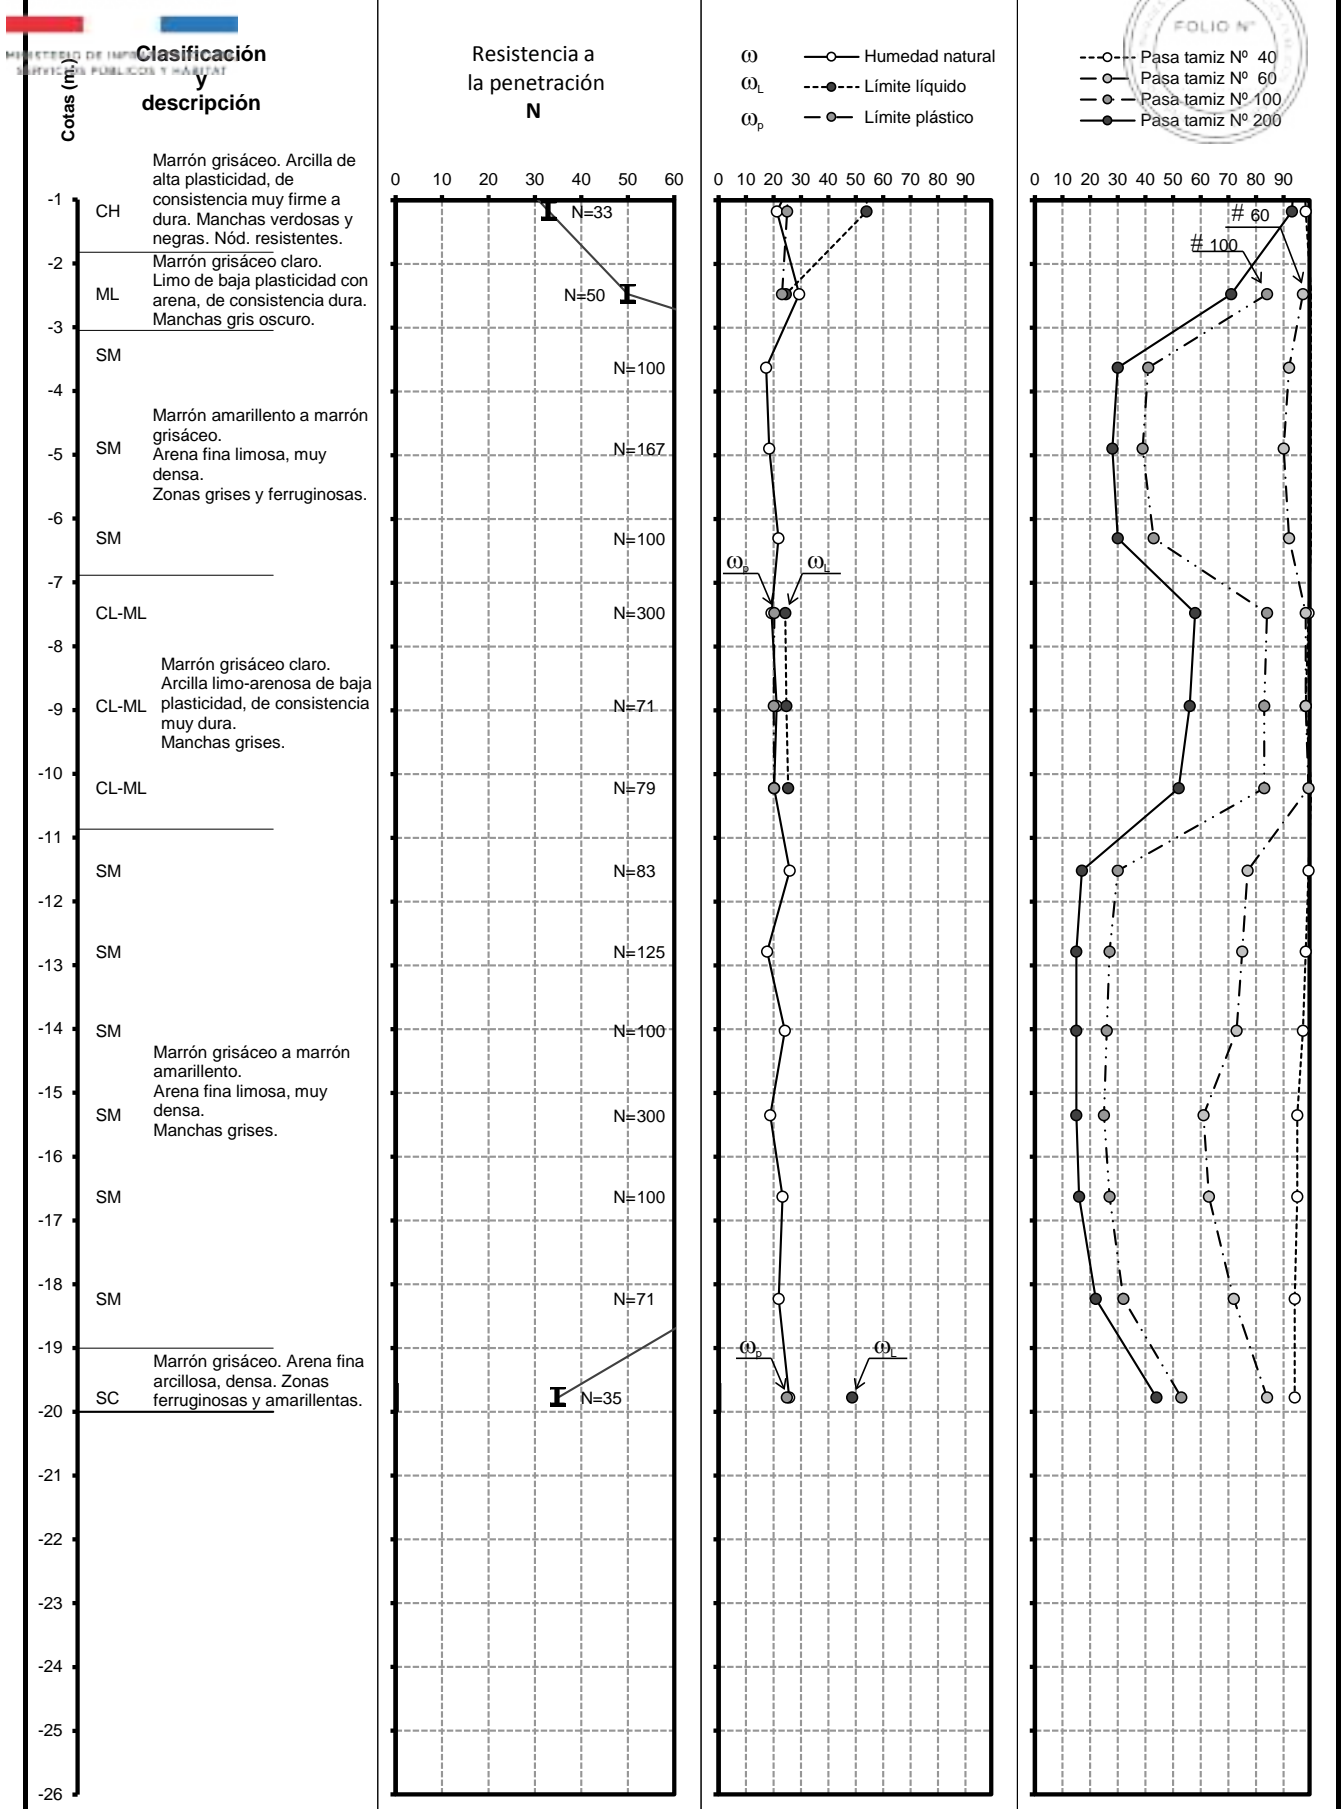 FOLIO Nº
MINISTERIO DE INFRAESTRUCTURA
SERVICIOS PÚBLICOS Y HÁBITAT
Cotas (m.)
Clasificación
y
descripción
Resistencia a
la penetración
N
ω Humedad natural
ωL Límite líquido
ωp Límite plástico
Pasa tamiz Nº 40
Pasa tamiz Nº 60
Pasa tamiz Nº 100
Pasa tamiz Nº 200
0 10 20 30 40 50 60
0 10 20 30 40 50 60 70 80 90
0 10 20 30 40 50 60 70 80 90
-1
CH
Marrón grisáceo. Arcilla de
alta plasticidad, de
consistencia muy firme a
dura. Manchas verdosas y
negras. Nód. resistentes.
N=33
# 60
# 100
-2
ML
Marrón grisáceo claro.
Limo de baja plasticidad con
arena, de consistencia dura.
Manchas gris oscuro.
N=50
-3
SM
N=100
-4
Marrón amarillento a marrón
grisáceo.
Arena fina limosa, muy
densa.
Zonas grises y ferruginosas.
SM
N=167
-5
-6
SM
N=100
ωp ωL
-7
CL-ML
N=300
-8
Marrón grisáceo claro.
Arcilla limo-arenosa de baja
plasticidad, de consistencia
muy dura.
Manchas grises.
CL-ML
N=71
-9
-10
CL-ML
N=79
-11
SM
N=83
-12
SM
N=125
-13
-14
SM
N=100
Marrón grisáceo a marrón
amarillento.
Arena fina limosa, muy
densa.
Manchas grises.
-15
SM
N=300
-16
SM
N=100
-17
-18
SM
N=71
-19
Marrón grisáceo. Arena fina
arcillosa, densa. Zonas
ferruginosas y amarillentas.
SC
N=35
ωp ωL
-20
-21
-22
-23
-24
-25
-26